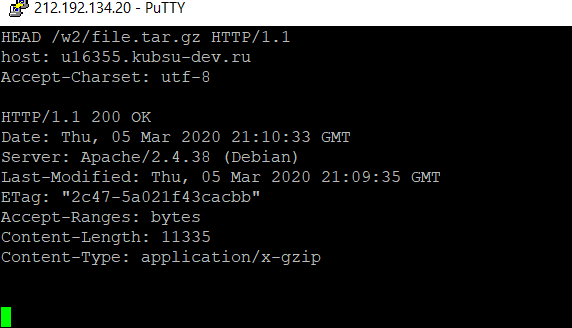 212.192.134.20 - PuTTY
HEAD /w2/file.tar.gz HTTP/1.1
host: u16355.kubsu-dev.ru
Accept-Charset: utf-8
HTTP/1.1 200 OK
Date: Thu, 05 Mar 2020 21:10:33 GMT
Server: Apache/2.4.38 (Debian)
Last-Modified: Thu, 05 Mar 2020 21:09:35 GMT
ETag: "2c47-5a021f43cacbb"
Accept-Ranges: bytes
Content-Length: 11335
Content-Type: application/x-gzip